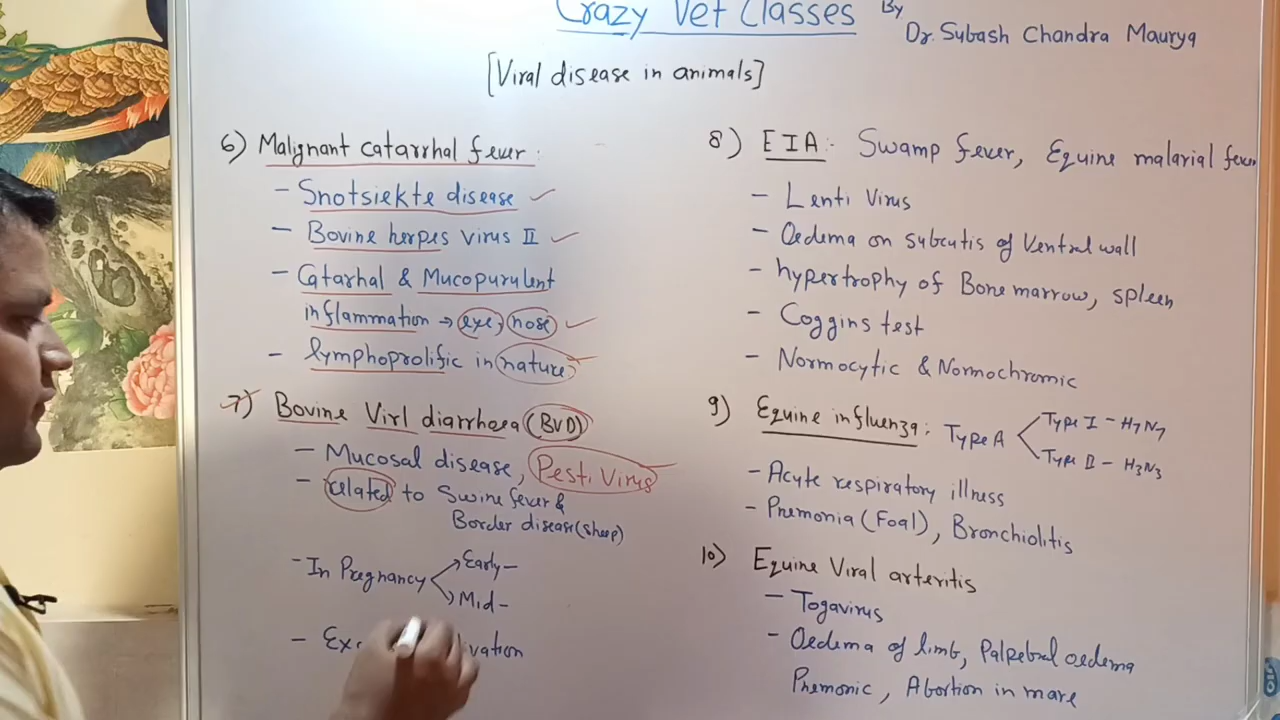 Crazy Vet Classes By
Dr. Subash Chandra Maurya
[Viral disease in animals]
6) Malignant catarrhal fever:
- Snotsiekte disease ✓
- Bovine herpes virus II ✓
- Catarhal & Mucopurulent
inflammation → eye, nose ✓
- lymphoprolific in nature
7) Bovine Virl diarrhoea (BVD)
- Mucosal disease, Pesti Virus
- related to Swine fever &
Border disease (sheep)
- In Pregnancy → Early -
→ Mid -
-
8) EIA:- Swamp fever, Equine malarial fever
- Lenti Virus
- Oedema on subcutis of Ventral wall
- hypertrophy of Bone marrow, spleen
- Coggins test
- Normocytic & Normochromic
9) Equine influenza: Type A Type I - H7N7
Type II - H3N3
- Acute respiratory illness
- Pnemonia (Foal), Bronchiolitis
10) Equine Viral arteritis
- Togavirus
- Oedema of limb, Palpebral oedema
Pnemonic, Abortion in mare